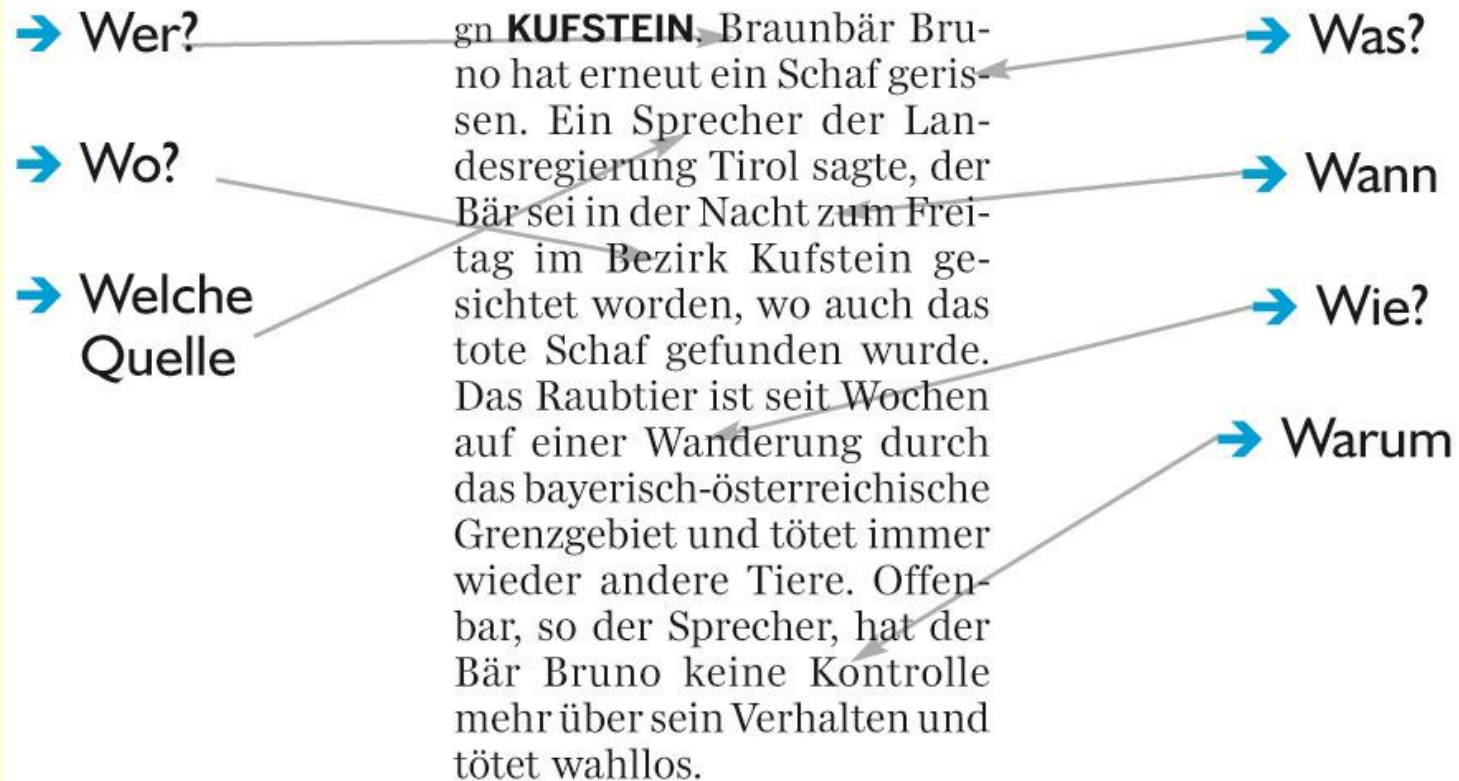 Wer?
Wo?
Welche
Quelle
gn KUFSTEIN. Braunbär Bru-
no hat erneut ein Schaf geris-
sen. Ein Sprecher der Lan-
desregierung Tirol sagte, der
Bär sei in der Nacht zum Frei-
tag im Bezirk Kufstein ge-
sichtet worden, wo auch das
tote Schaf gefunden wurde.
Das Raubtier ist seit Wochen
auf einer Wanderung durch
das bayerisch-österreichische
Grenzgebiet und tötet immer
wieder andere Tiere. Offen-
bar, so der Sprecher, hat der
Bär Bruno keine Kontrolle
mehr über sein Verhalten und
tötet wahllos.
Was?
Wann
Wie?
Warum